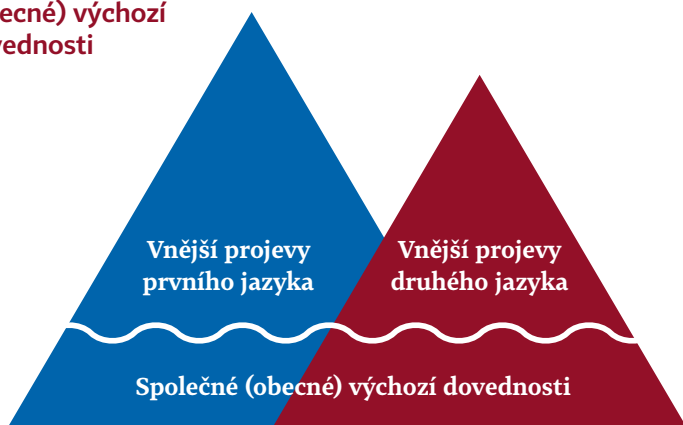 ecné) výchozí
vednosti
Vnější projevy
prvního jazyka
Vnější projevy
druhého jazyka
Společné (obecné) výchozí dovednosti